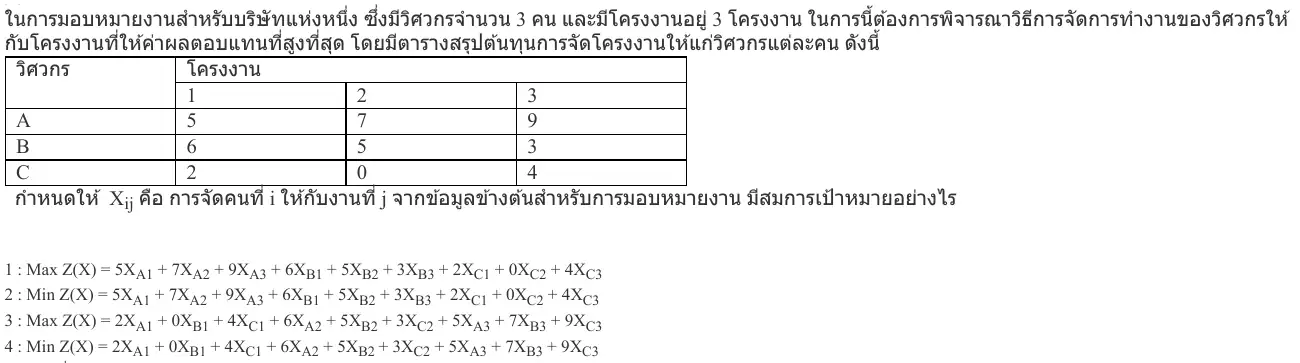 ในการมอบหมายงานสำหรับบริษัทแห่งหนึ่ง ซึ่งมีวิศวกรจำนวน 3 คน และมีโครงงานอยู่ 3 โครงงาน ในการนี้ต้องการพิจารณาวิธีการจัดการทำงานของวิศวกรให้
กับโครงงานที่ให้ค่าผลตอบแทนที่สูงที่สุด โดยมีตารางสรุปต้นทุนการจัดโครงงานให้แก่วิศวกรแต่ละคน ดังนี้
วิศวกร โครงงาน
1 2 3
A 5 7 9
B 6 5 3
C 2 0 4
กำหนดให้ Xij คือ การจัดคนที่ i ให้กับงานที่ j จากข้อมูลข้างต้นสำหรับการมอบหมายงาน มีสมการเป้าหมายอย่างไร
1 : Max Z(X) = 5XA1 + 7XA2 + 9XA3 + 6XB1 + 5XB2 + 3XB3 + 2XC1 + 0XC2 + 4XC3
2 : Min Z(X) = 5XA1 + 7XA2 + 9XA3 + 6XB1 + 5XB2 + 3XB3 + 2XC1 + 0XC2 + 4XC3
3 : Max Z(X) = 2XA1 + 0XB1 + 4XC1 + 6XA2 + 5XB2 + 3XC2 + 5XA3 + 7XB3 + 9XC3
4 : Min Z(X) = 2XA1 + 0XB1 + 4XC1 + 6XA2 + 5XB2 + 3XC2 + 5XA3 + 7XB3 + 9XC3